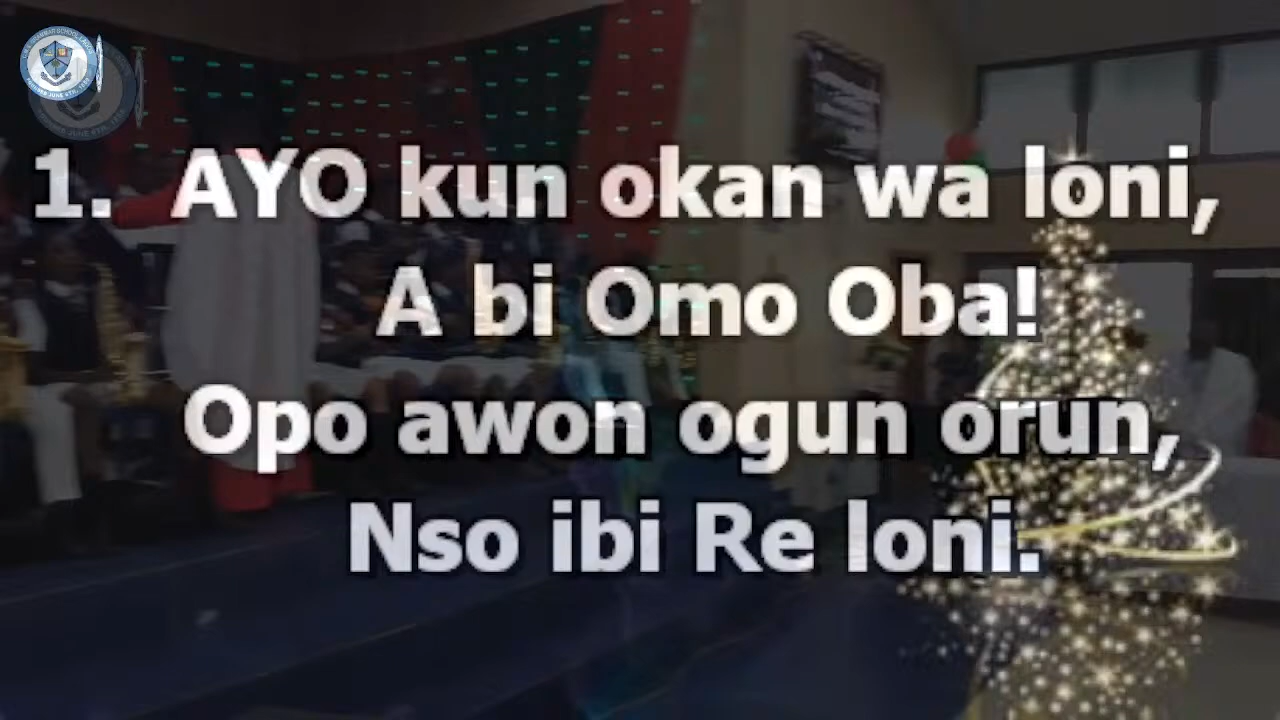 1. AYO kun okan wa loni,
A bi Omo Oba!
Opo awon ogun orun,
Nso ibi Re loni.